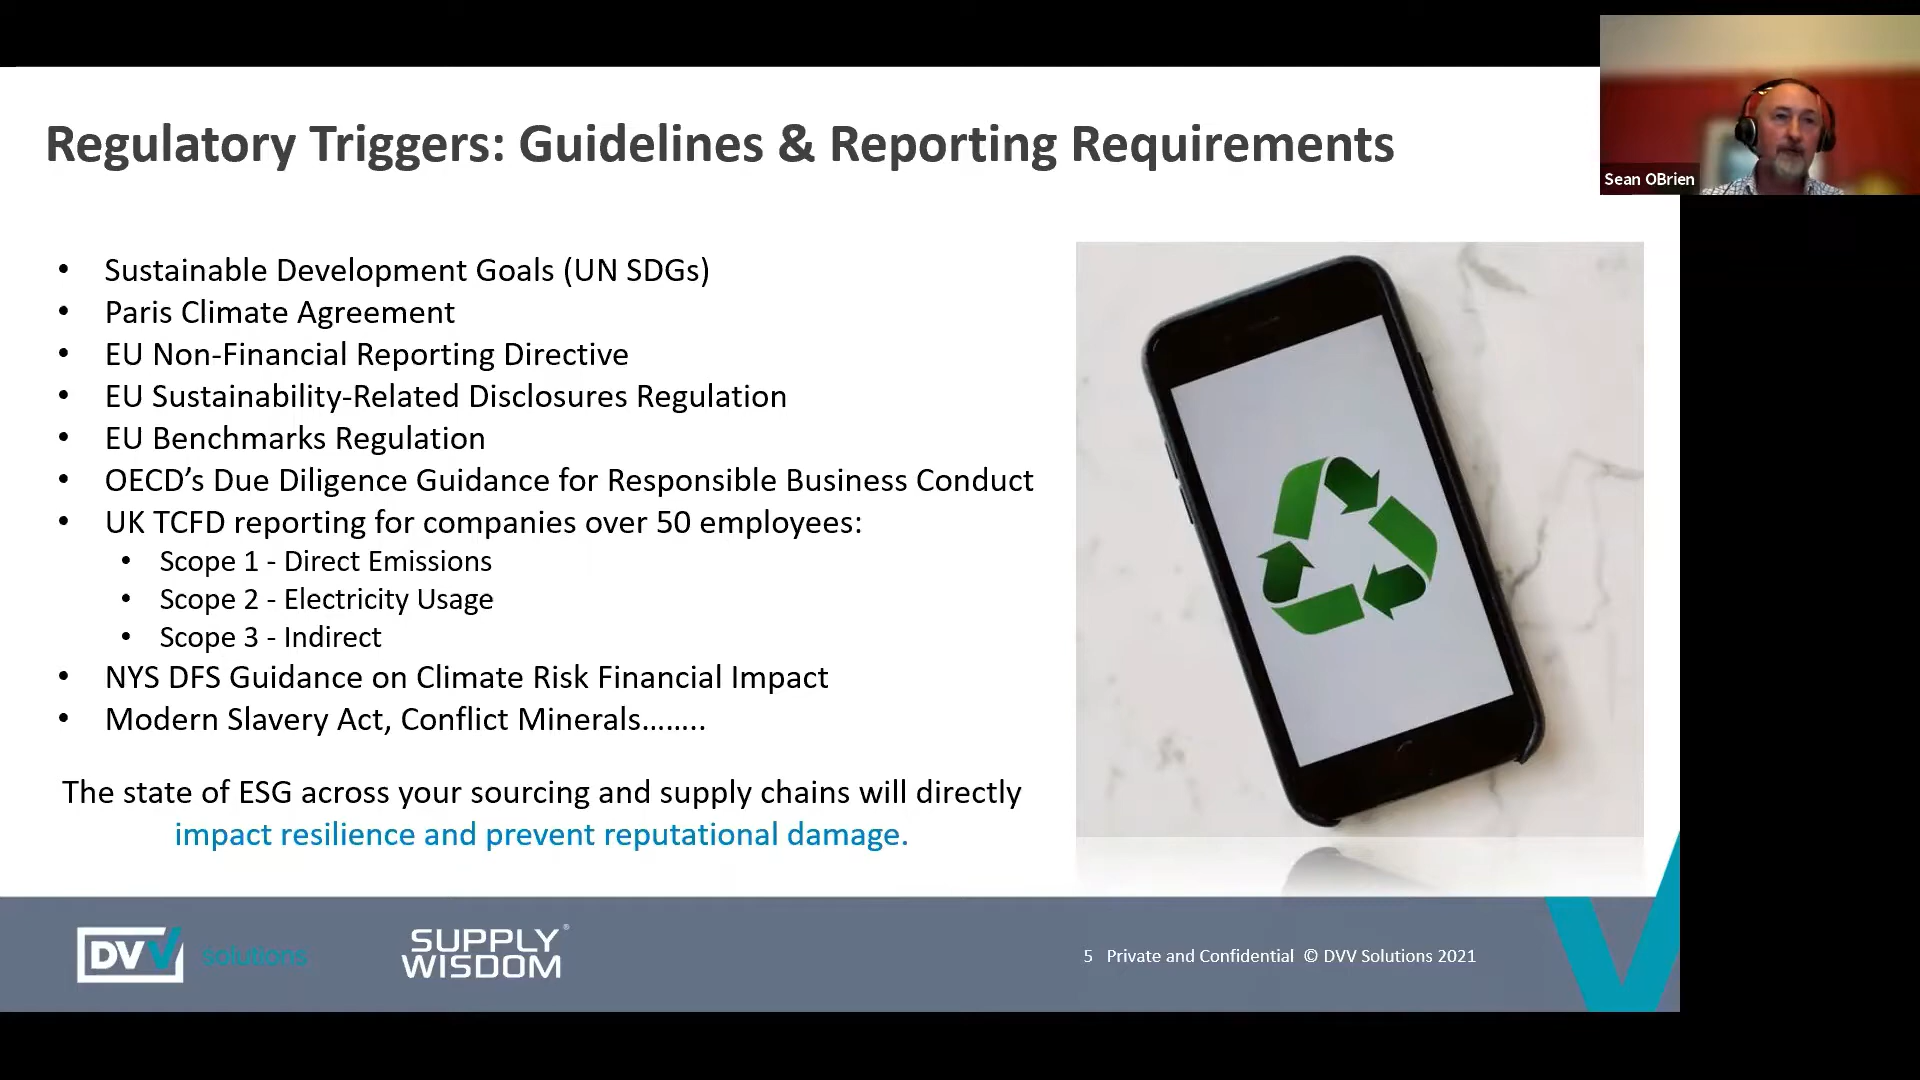 Regulatory Triggers: Guidelines & Reporting Requirements
Sean OBrien
• Sustainable Development Goals (UN SDGs)
• Paris Climate Agreement
• EU Non-Financial Reporting Directive
• EU Sustainability-Related Disclosures Regulation
• EU Benchmarks Regulation
• OECD’s Due Diligence Guidance for Responsible Business Conduct
• UK TCFD reporting for companies over 50 employees:
• Scope 1 - Direct Emissions
• Scope 2 - Electricity Usage
• Scope 3 - Indirect
• NYS DFS Guidance on Climate Risk Financial Impact
• Modern Slavery Act, Conflict Minerals……..
The state of ESG across your sourcing and supply chains will directly
impact resilience and prevent reputational damage.
DVV solutions
SUPPLY
WISDOM®
5 Private and Confidential © DVV Solutions 2021